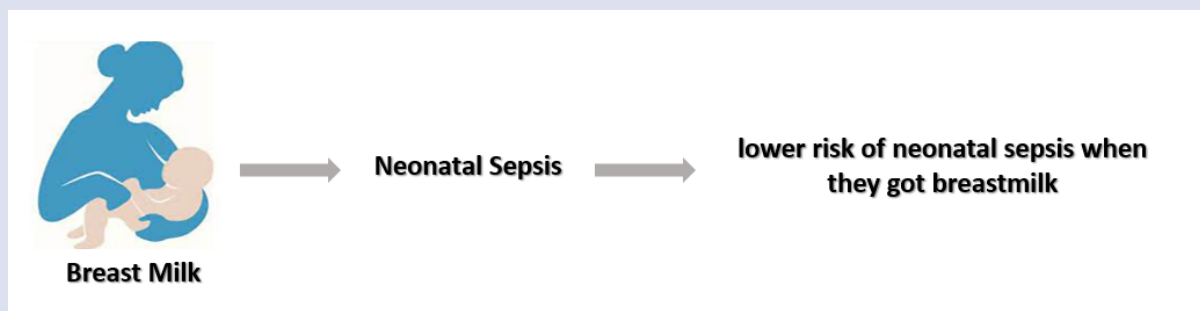 Breast Milk
Neonatal Sepsis
lower risk of neonatal sepsis when
they got breastmilk